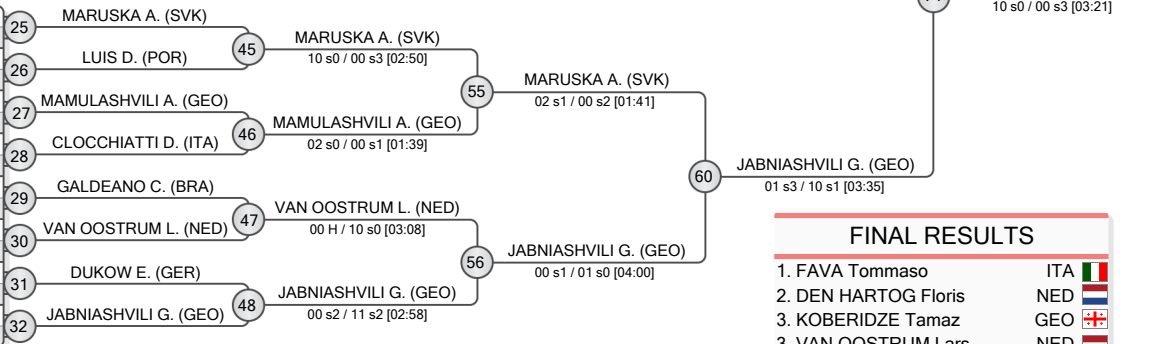 10 s0 / 00 s3 [03:21]
25
MARUSKA A. (SVK)
26
LUIS D. (POR)
45
MARUSKA A. (SVK)
10 s0 / 00 s3 [02:50]
27
MAMULASHVILI A. (GEO)
28
CLOCCHIATTI D. (ITA)
46
MAMULASHVILI A. (GEO)
02 s0 / 00 s1 [01:39]
55
MARUSKA A. (SVK)
02 s1 / 00 s2 [01:41]
29
GALDEANO C. (BRA)
30
VAN OOSTRUM L. (NED)
47
VAN OOSTRUM L. (NED)
00 H / 10 s0 [03:08]
31
DUKOW E. (GER)
32
JABNIASHVILI G. (GEO)
48
JABNIASHVILI G. (GEO)
00 s2 / 11 s2 [02:58]
56
JABNIASHVILI G. (GEO)
00 s1 / 01 s0 [04:00]
60
JABNIASHVILI G. (GEO)
01 s3 / 10 s1 [03:35]
FINAL RESULTS
1. FAVA Tommaso ITA
2. DEN HARTOG Floris NED
3. KOBERIDZE Tamaz GEO
3. VAN OOSTRUM Lars NED